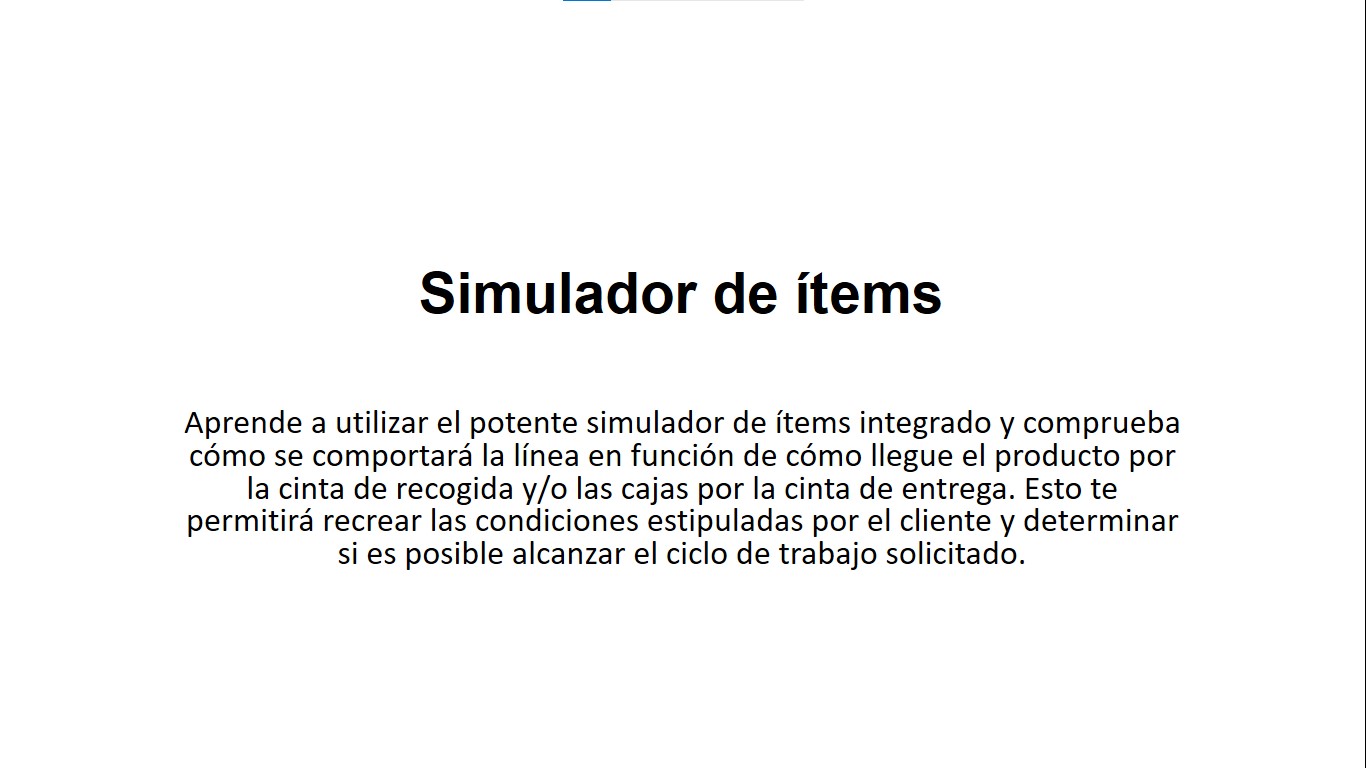 Simulador de ítems
Aprende a utilizar el potente simulador de ítems integrado y comprueba
cómo se comportará la línea en función de cómo llegue el producto por
la cinta de recogida y/o las cajas por la cinta de entrega. Esto te
permitirá recrear las condiciones estipuladas por el cliente y determinar
si es posible alcanzar el ciclo de trabajo solicitado.